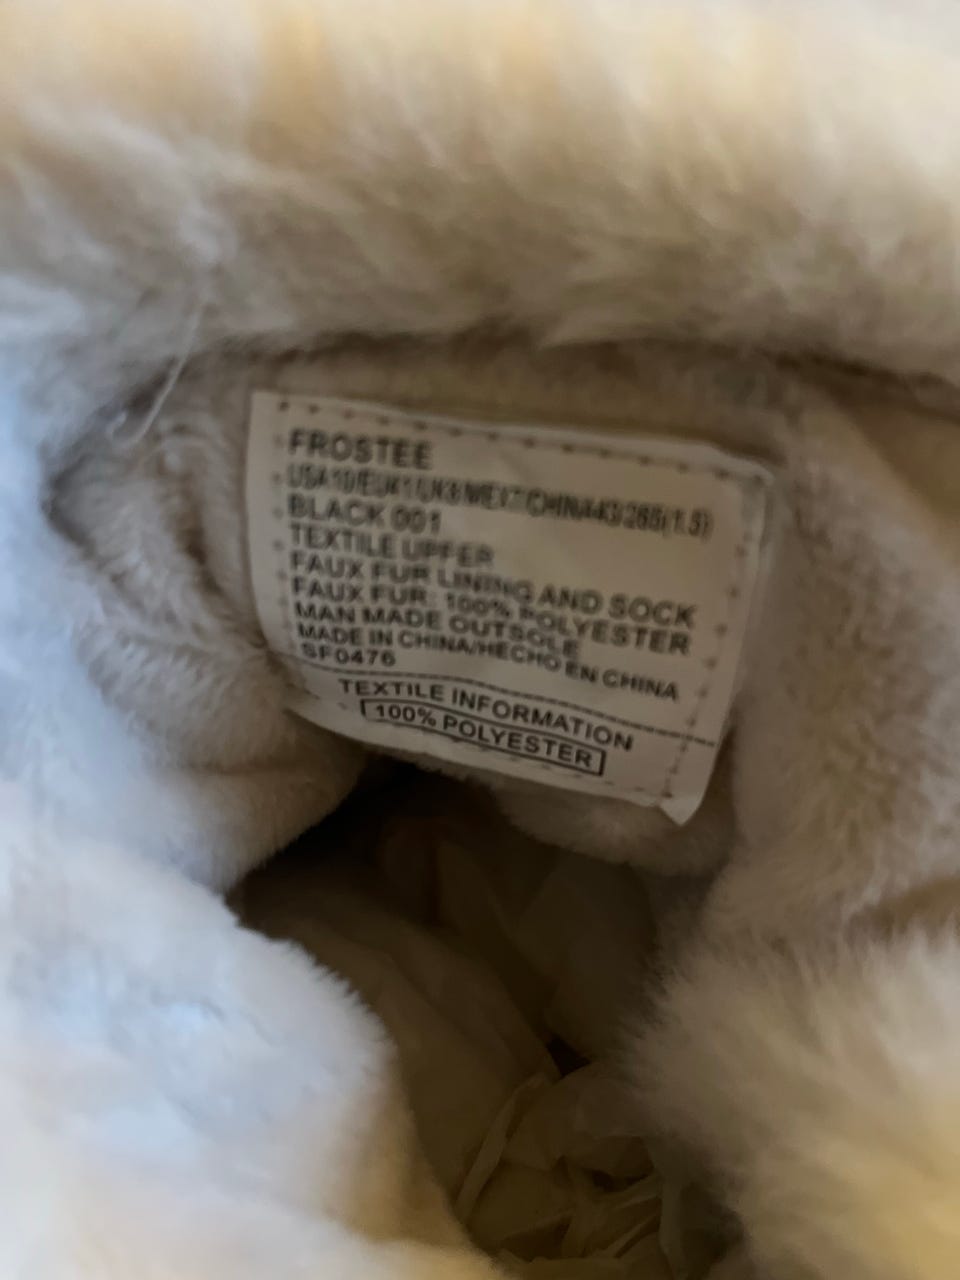 FROSTEE
BLACK 001
TEXTILE UPPER
FAUX FUR LINING AND SOCK
FAUX FUR: 100% POLYESTER
MAN MADE OUTSOLE
MADE IN CHINA/HECHO EN CHINA
SF0476
TEXTILE INFORMATION
100% POLYESTER